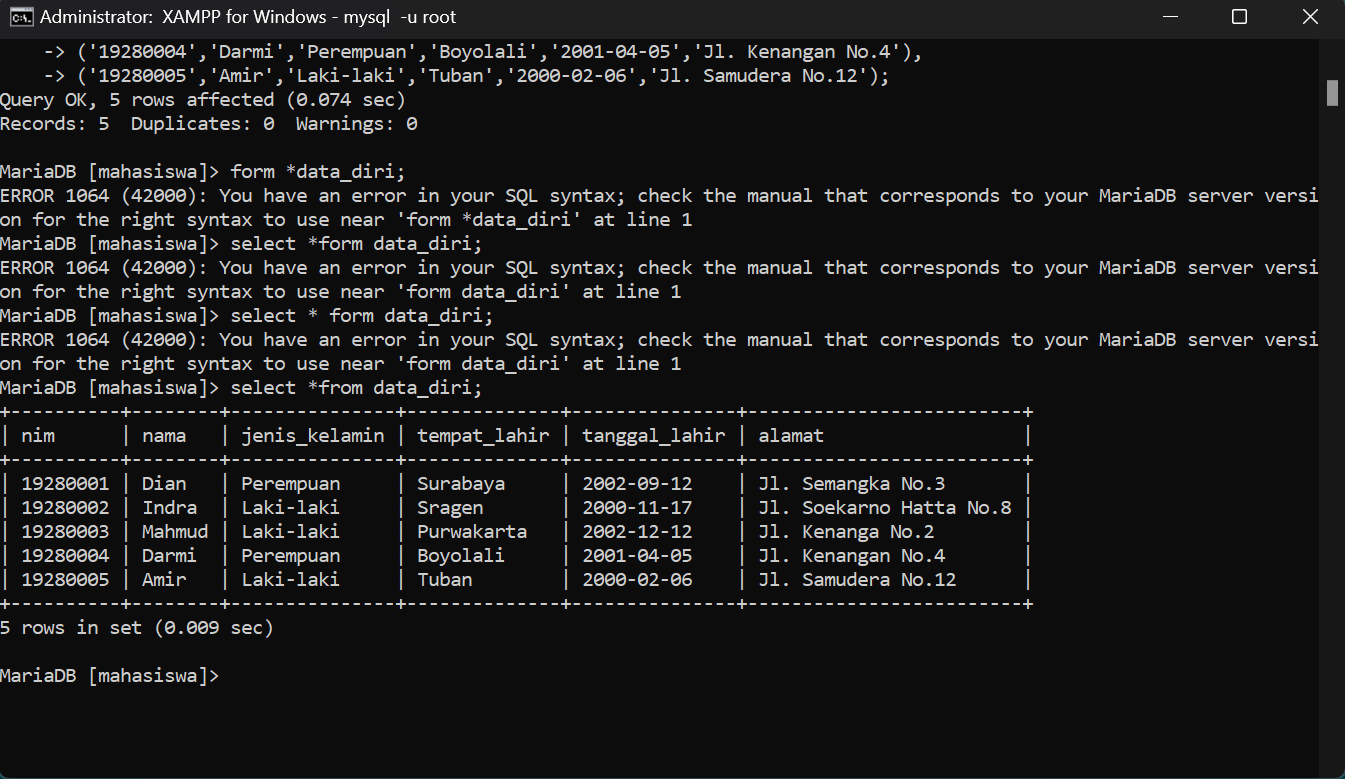 Administrator: XAMPP for Windows - mysql -u root
    -> ('19280004','Darmi','Perempuan','Boyolali','2001-04-05','Jl. Kenangan No.4'),
    -> ('19280005','Amir','Laki-laki','Tuban','2000-02-06','Jl. Samudera No.12');
Query OK, 5 rows affected (0.074 sec)
Records: 5  Duplicates: 0  Warnings: 0

MariaDB [mahasiswa]> form *data_diri;
ERROR 1064 (42000): You have an error in your SQL syntax; check the manual that corresponds to your MariaDB server versi
on for the right syntax to use near 'form *data_diri' at line 1
MariaDB [mahasiswa]> select *form data_diri;
ERROR 1064 (42000): You have an error in your SQL syntax; check the manual that corresponds to your MariaDB server versi
on for the right syntax to use near 'form data_diri' at line 1
MariaDB [mahasiswa]> select * form data_diri;
ERROR 1064 (42000): You have an error in your SQL syntax; check the manual that corresponds to your MariaDB server versi
on for the right syntax to use near 'form data_diri' at line 1
MariaDB [mahasiswa]> select *from data_diri;
+----------+--------+---------------+--------------+---------------+-------------------------+
| nim      | nama   | jenis_kelamin | tempat_lahir | tanggal_lahir | alamat                  |
+----------+--------+---------------+--------------+---------------+-------------------------+
| 19280001 | Dian   | Perempuan     | Surabaya     | 2002-09-12    | Jl. Semangka No.3       |
| 19280002 | Indra  | Laki-laki     | Sragen       | 2000-11-17    | Jl. Soekarno Hatta No.8 |
| 19280003 | Mahmud | Laki-laki     | Purwakarta   | 2002-12-12    | Jl. Kenanga No.2        |
| 19280004 | Darmi  | Perempuan     | Boyolali     | 2001-04-05    | Jl. Kenangan No.4       |
| 19280005 | Amir   | Laki-laki     | Tuban        | 2000-02-06    | Jl. Samudera No.12      |
+----------+--------+---------------+--------------+---------------+-------------------------+
5 rows in set (0.009 sec)

MariaDB [mahasiswa]>